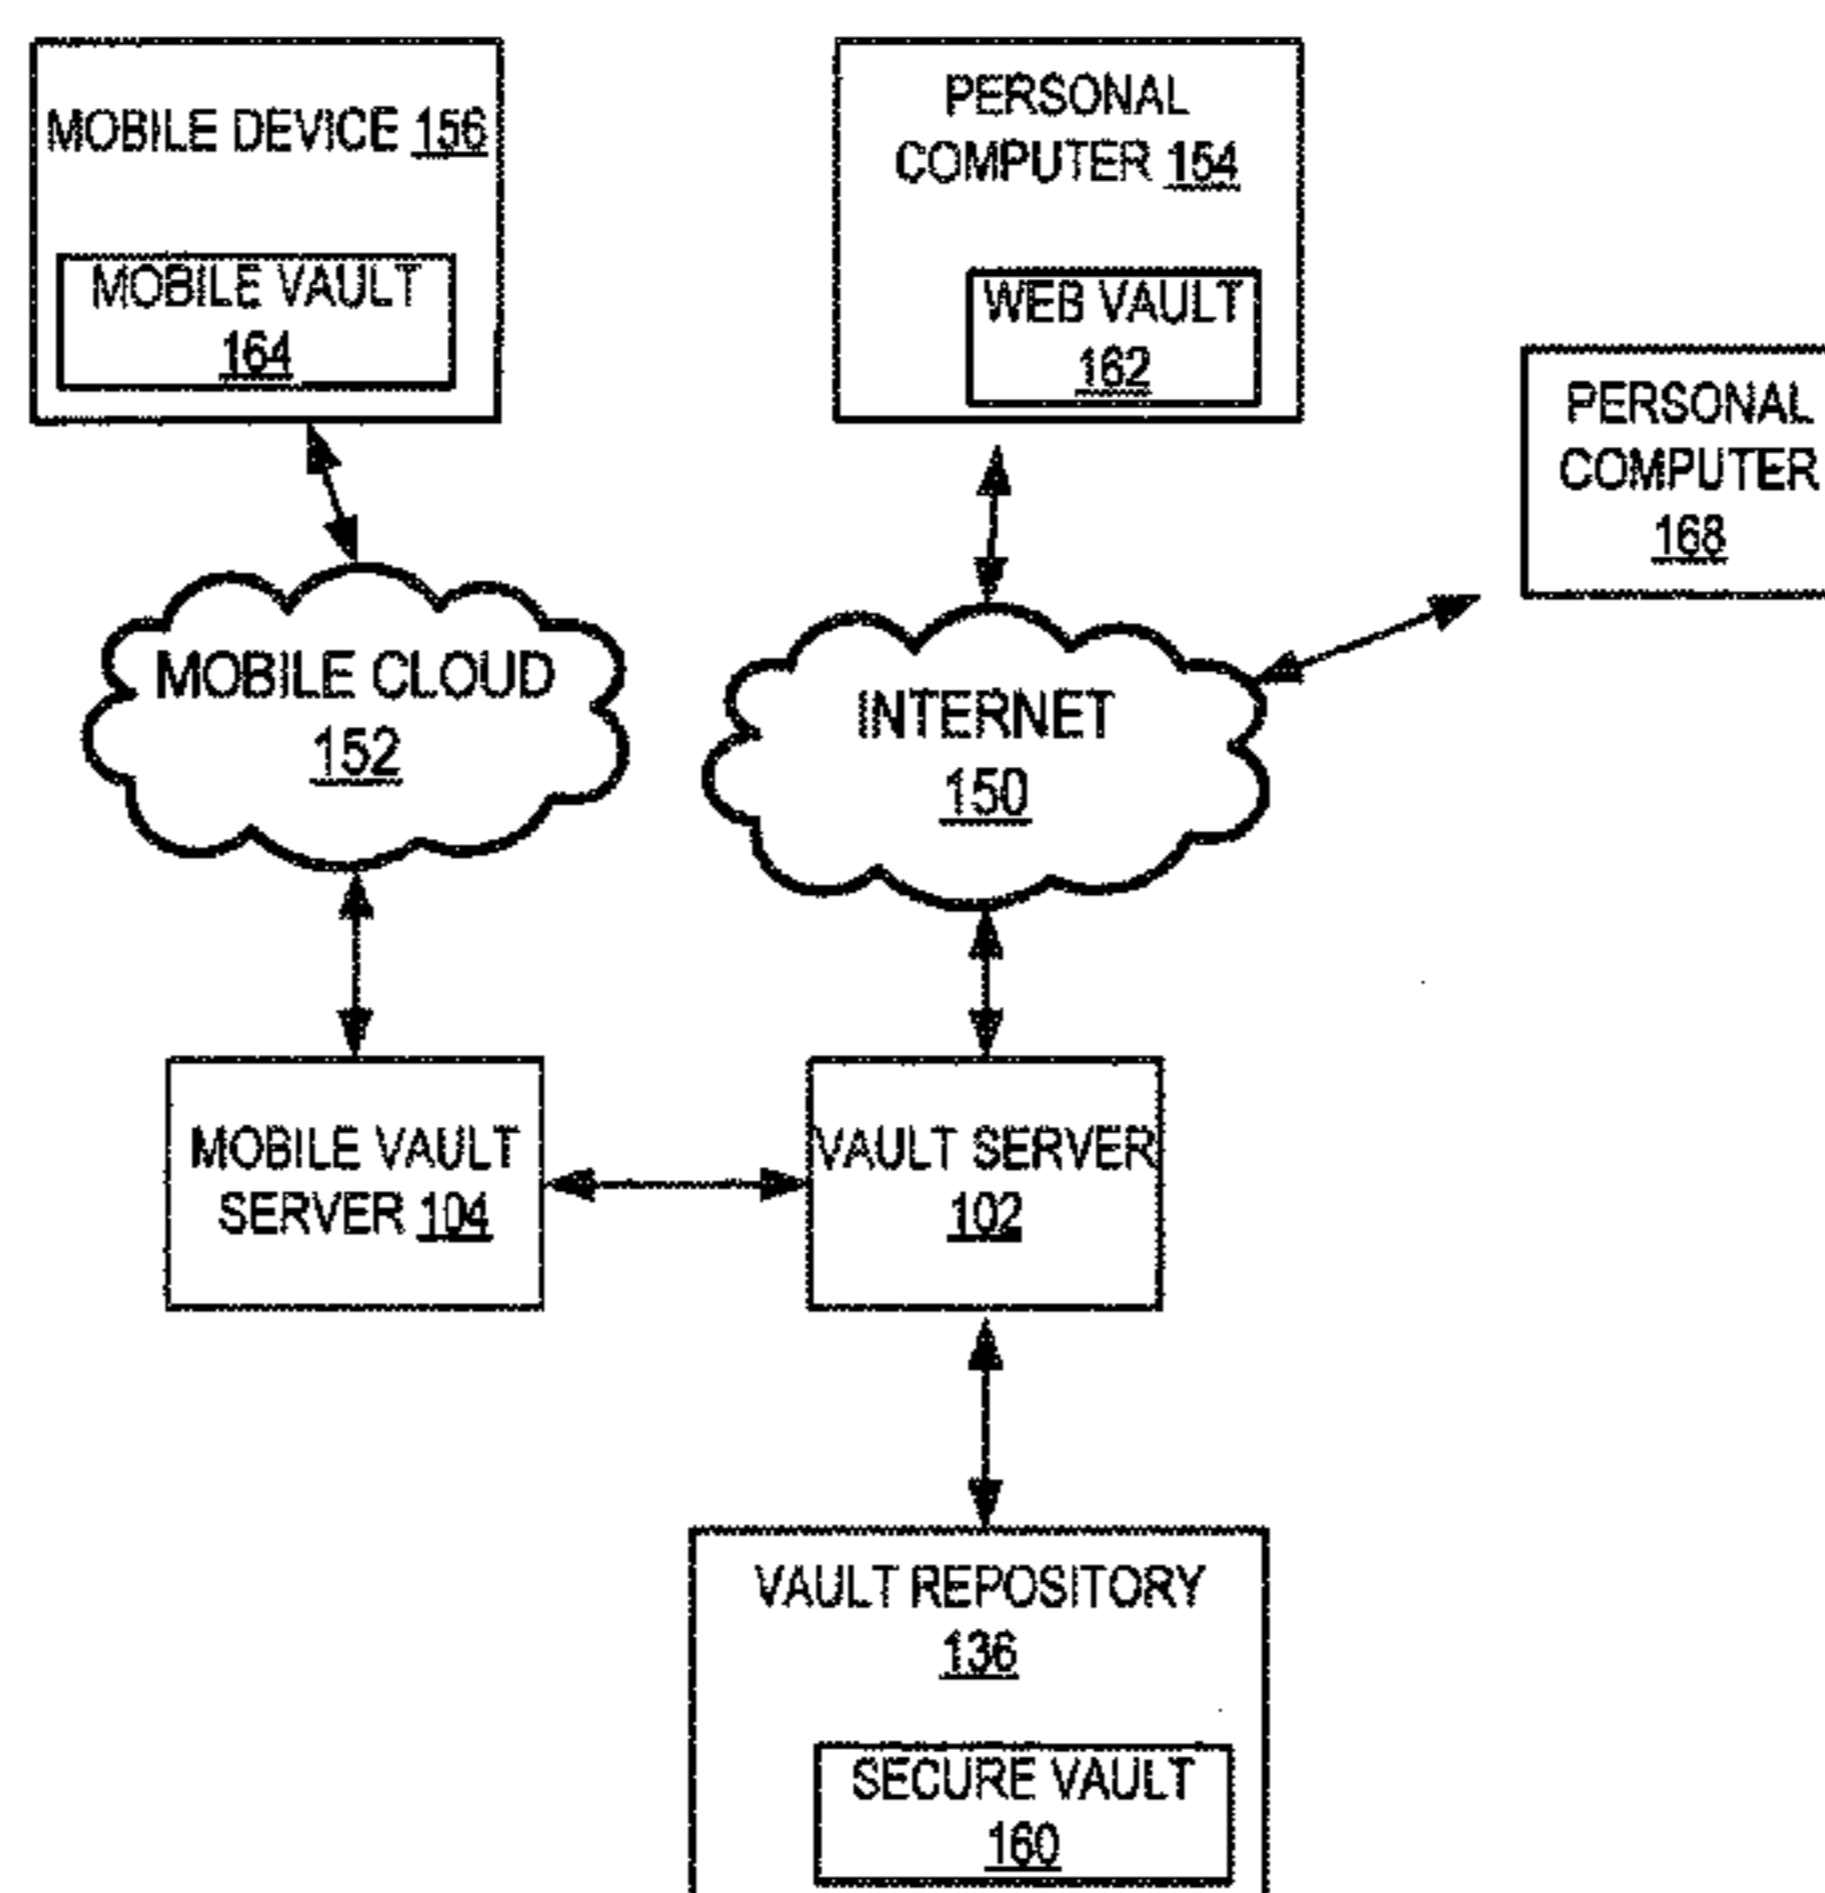 MOBILE DEVICE 156
MOBILE VAULT
164
PERSONAL
COMPUTER 154
WEB VAULT
162
PERSONAL
COMPUTER
168
MOBILE CLOUD
152
INTERNET
150
MOBILE VAULT
SERVER 104
VAULT SERVER
102
VAULT REPOSITORY
136
SECURE VAULT
160